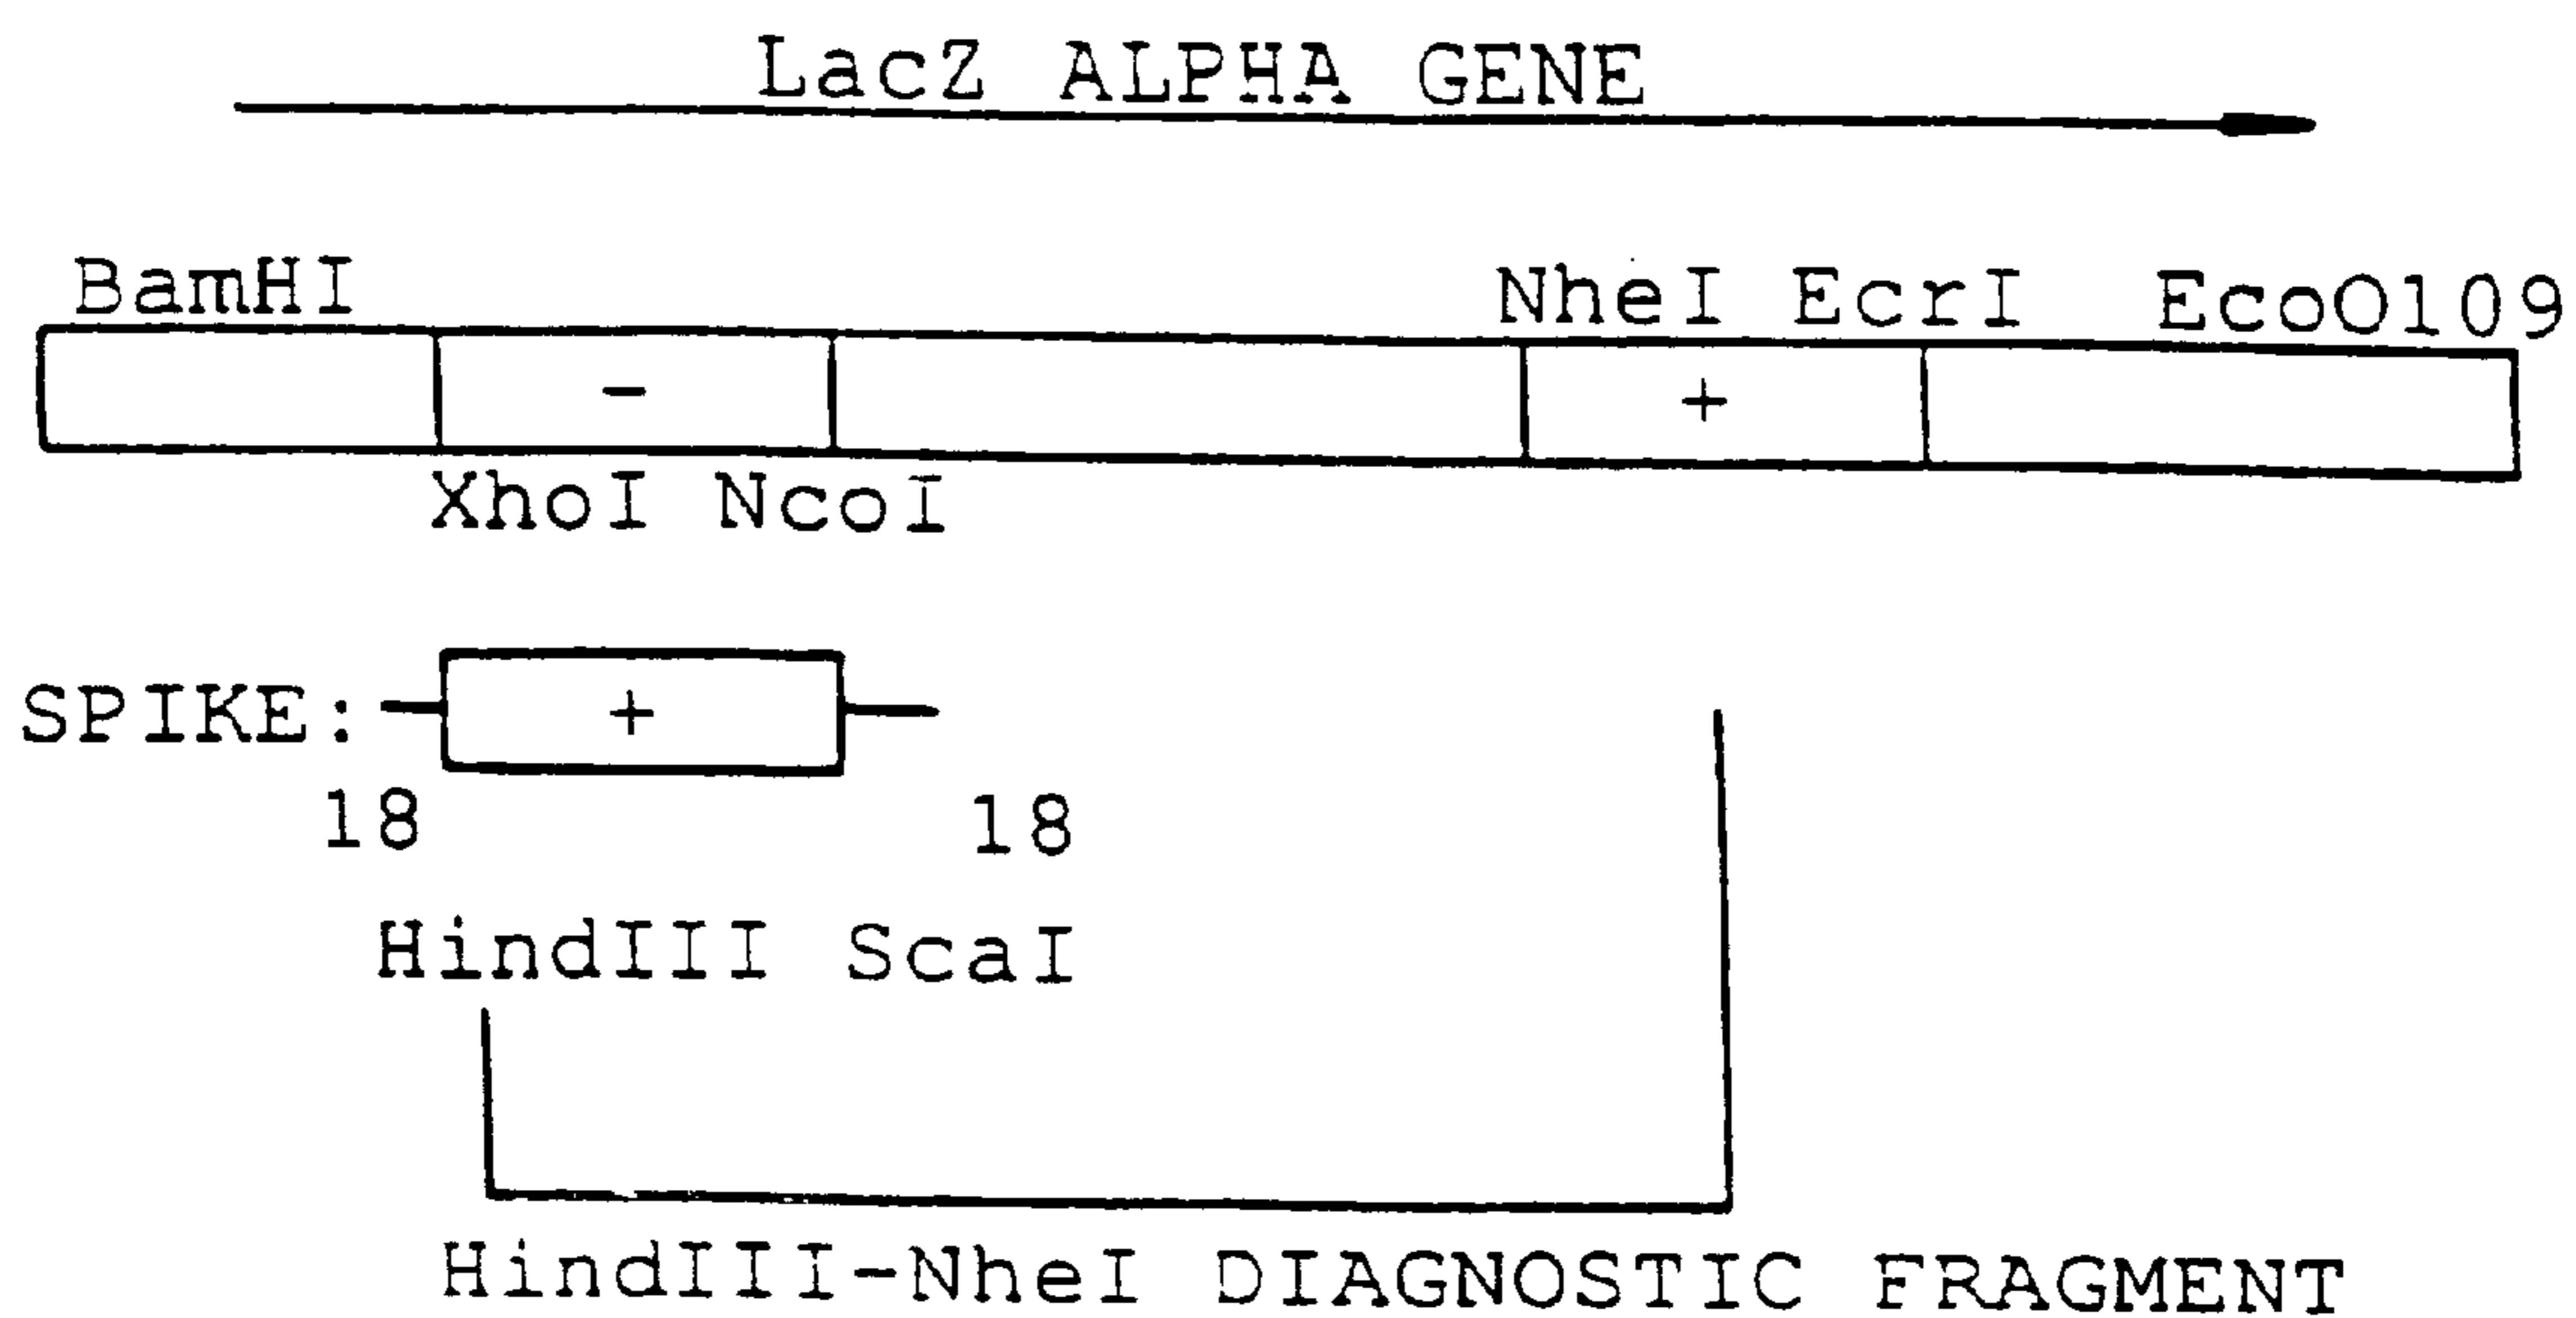 LacZ ALPHA GENE
BamHI NheI EcrI EcoO109
- +
XhoI NcoI
SPIKE: +
18 18
HindIII ScaI
HindIII-NheI DIAGNOSTIC FRAGMENT